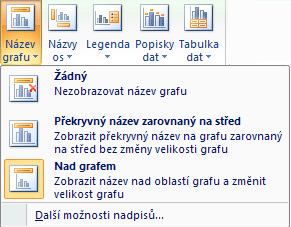 Název grafu
Názvy os
Legenda
Popisky dat
Tabulka dat
Žádný
Nezobrazovat název grafu
Překryvný název zarovnaný na střed
Zobrazit překryvný název na grafu zarovnaný
na střed bez změny velikosti grafu
Nad grafem
Zobrazit název nad oblastí grafu a změnit
velikost grafu
Další možnosti nadpisů...